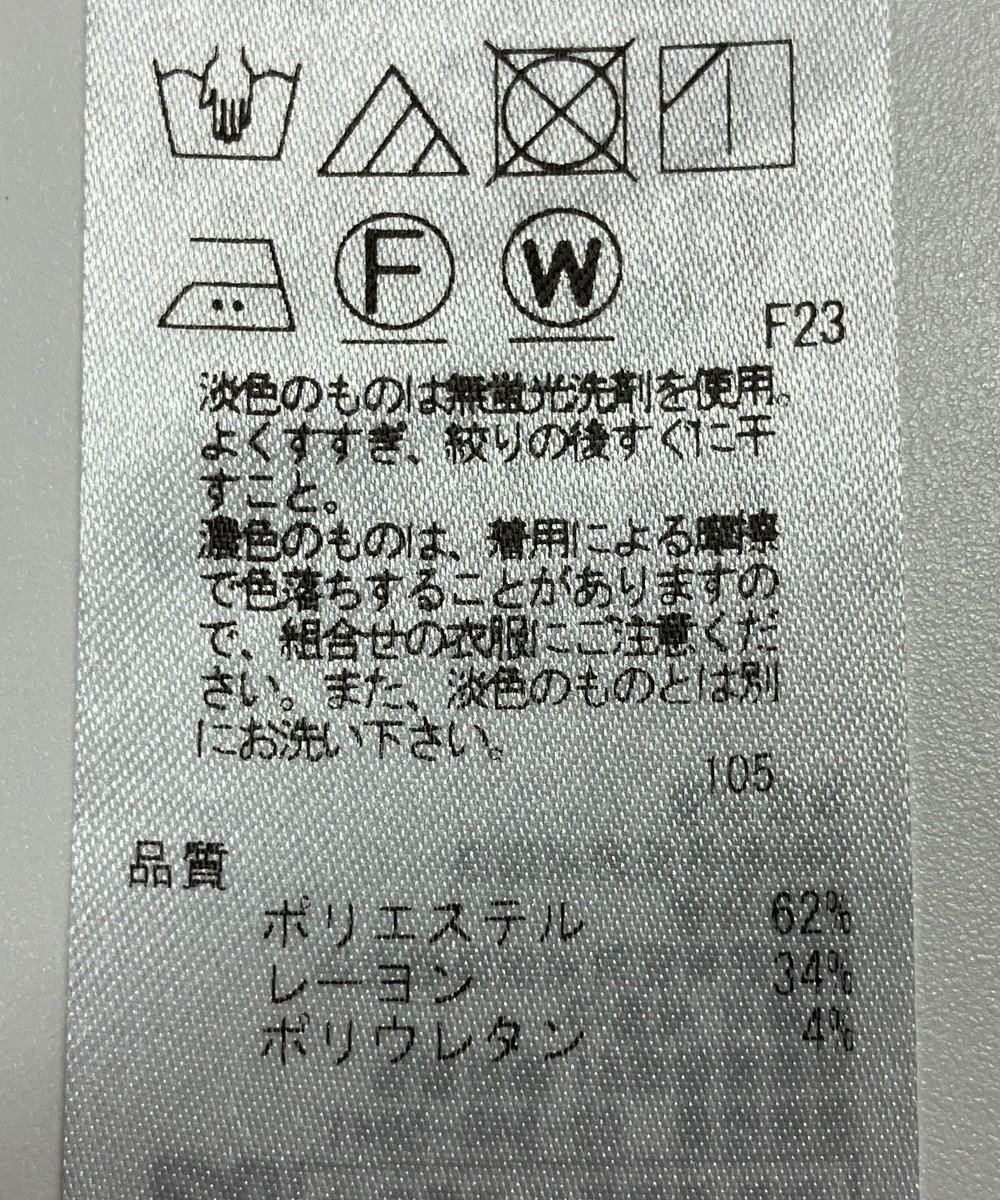 F
W
F23
淡色のものは無蛍光洗剤を使用。
よくすすぎ、絞りの後すぐに干
すこと。
濃色のものは、着用による摩擦
で色落ちすることがありますの
で、組合せの衣服にご注意くだ
さい。また、淡色のものとは別
にお洗い下さい。
105
品質
ポリエステル 62%
レーヨン 34%
ポリウレタン 4%